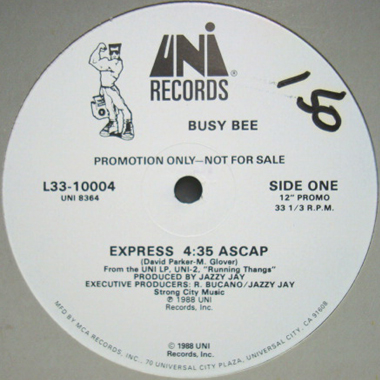 UNI ®
RECORDS
150
BUSY BEE
PROMOTION ONLY—NOT FOR SALE
L33-10004
UNI 8364
SIDE ONE
12" PROMO
33 1/3 R.P.M.
EXPRESS 4:35 ASCAP
(David Parker-M. Glover)
From the UNI LP, UNI-2, "Running Thangs"
PRODUCED BY JAZZY JAY
EXECUTIVE PRODUCERS: R. BUCANO/JAZZY JAY
Strong City Music
℗ 1988 UNI
Records, Inc.
© 1988 UNI
Records, Inc.
MFG BY MCA RECORDS, INC., 70 UNIVERSAL CITY PLAZA, UNIVERSAL CITY, CA 91608